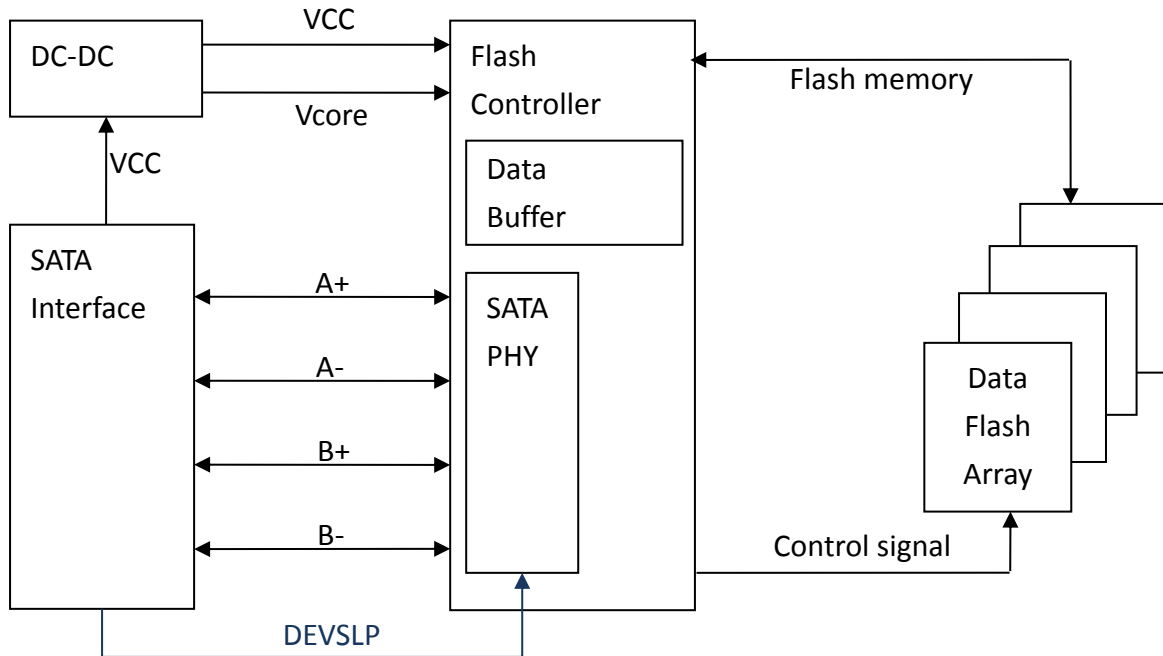 VCC
DC-DC
Vcore
VCC
Flash
Controller
Flash memory
Data
Buffer
SATA
Interface
A+
A-
B+
B-
SATA
PHY
Data
Flash
Array
Control signal
DEVSLP